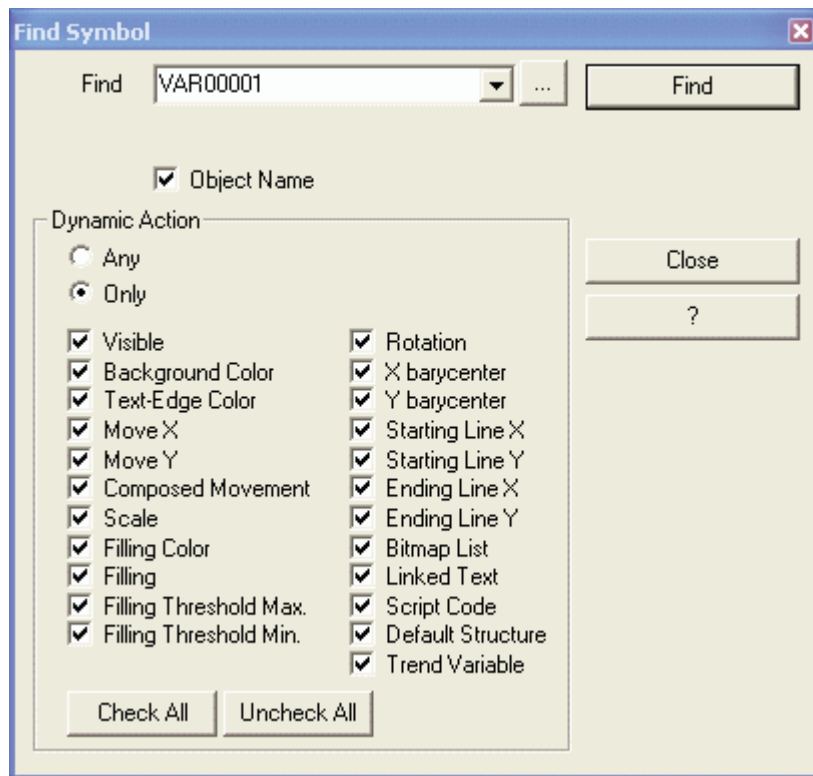 Find Symbol
Find VAR00001 ... Find
Object Name
Dynamic Action
Any
Close
Only
?
Visible Rotation
Background Color X barycenter
Text-Edge Color Y barycenter
Move X Starting Line X
Move Y Starting Line Y
Composed Movement Ending Line X
Scale Ending Line Y
Filling Color Bitmap List
Filling Linked Text
Filling Threshold Max. Script Code
Filling Threshold Min. Default Structure
Trend Variable
Check All Uncheck All